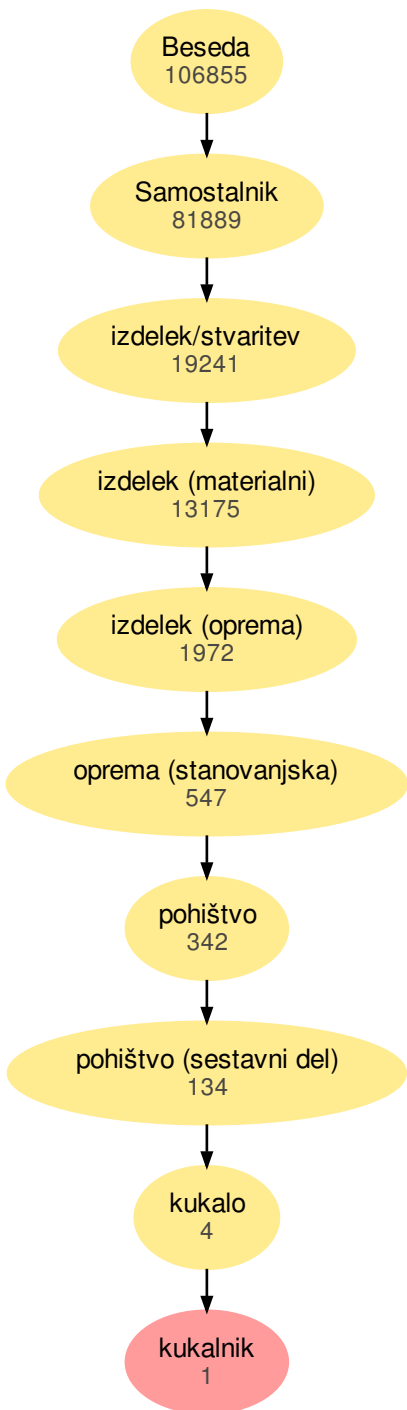 Beseda
106855
Samostalnik
81889
izdelek/stvaritev
19241
izdelek (materialni)
13175
izdelek (oprema)
1972
oprema (stanovanjska)
547
pohištvo
342
pohištvo (sestavni del)
134
kukalo
4
kukalnik
1